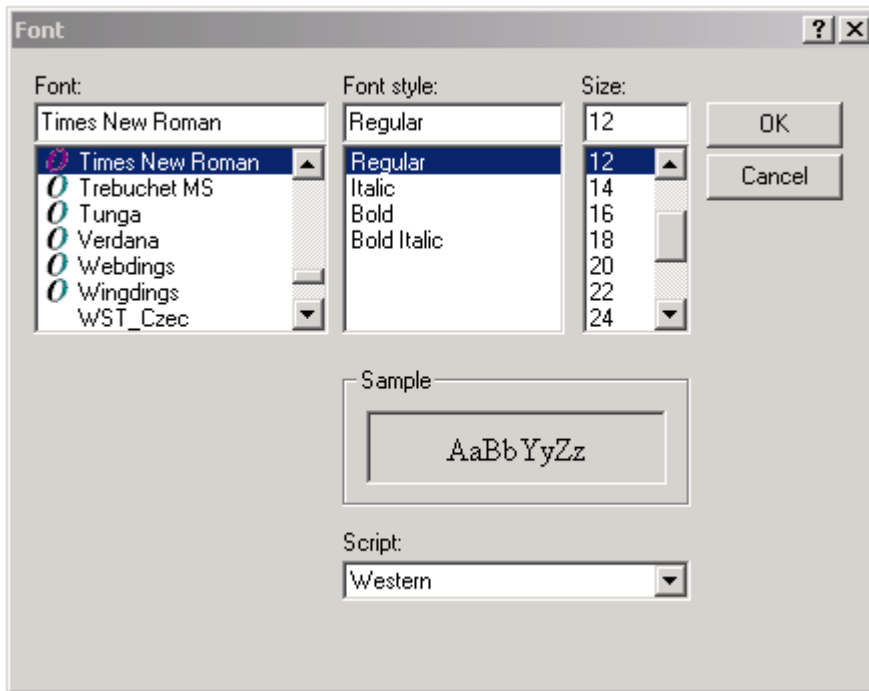 Font
Font: Font style: Size:
Times New Roman Regular 12 OK
Times New Roman Regular 12 Cancel
Trebuchet MS Italic 14
Tunga Bold 16
Verdana Bold Italic 18
Webdings 20
Wingdings 22
WST_Czec 24
Sample
AaBbYyZz
Script:
Western